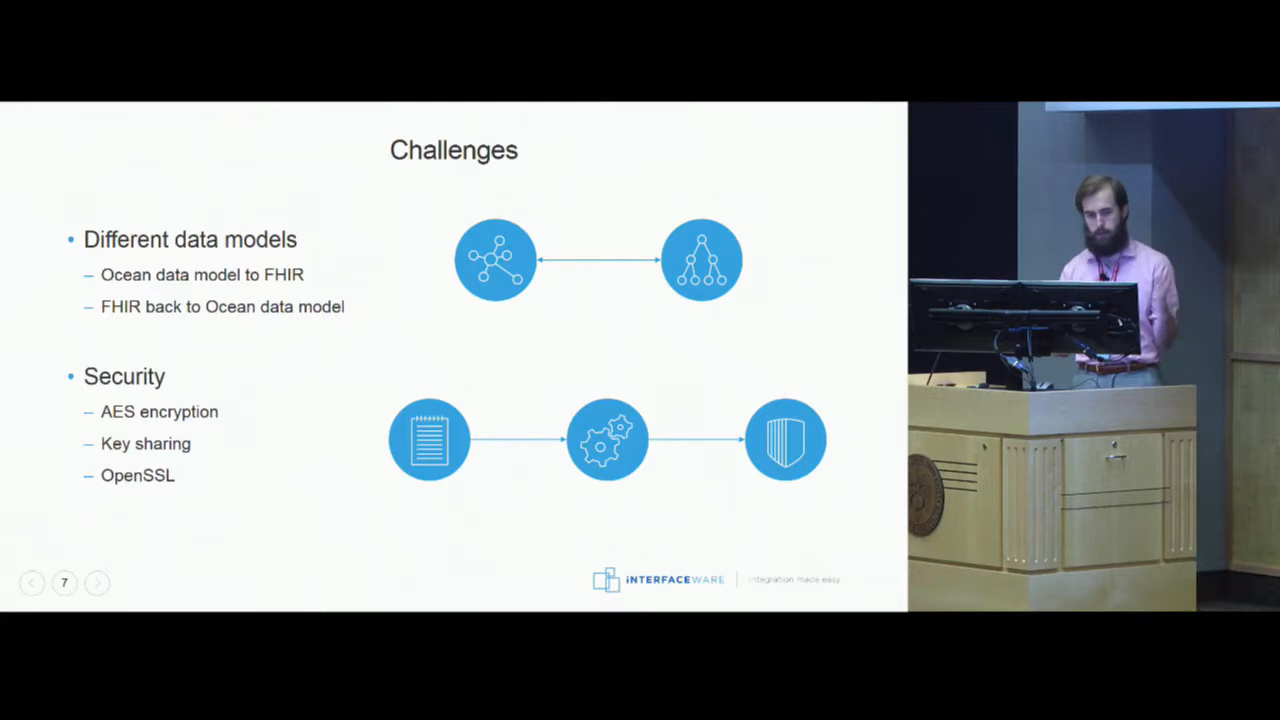 Challenges
• Different data models
– Ocean data model to FHIR
– FHIR back to Ocean data model
• Security
– AES encryption
– Key sharing
– OpenSSL
7
iNTERFACEWARE | integration made easy